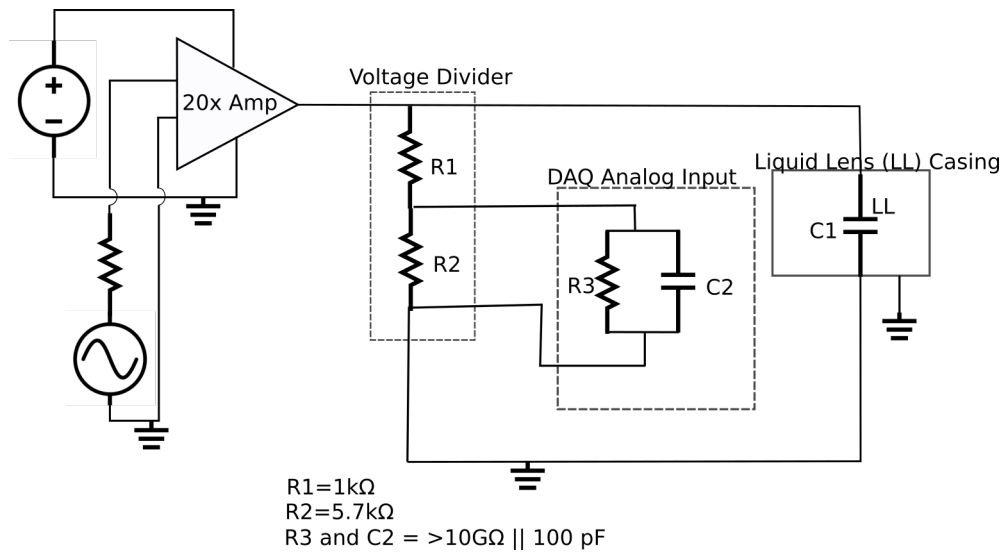 20x Amp
Voltage Divider
R1
R2
DAQ Analog Input
R3
C2
Liquid Lens (LL) Casing
LL
C1
R1=1kΩ
R2=5.7kΩ
R3 and C2 = >10GΩ || 100 pF